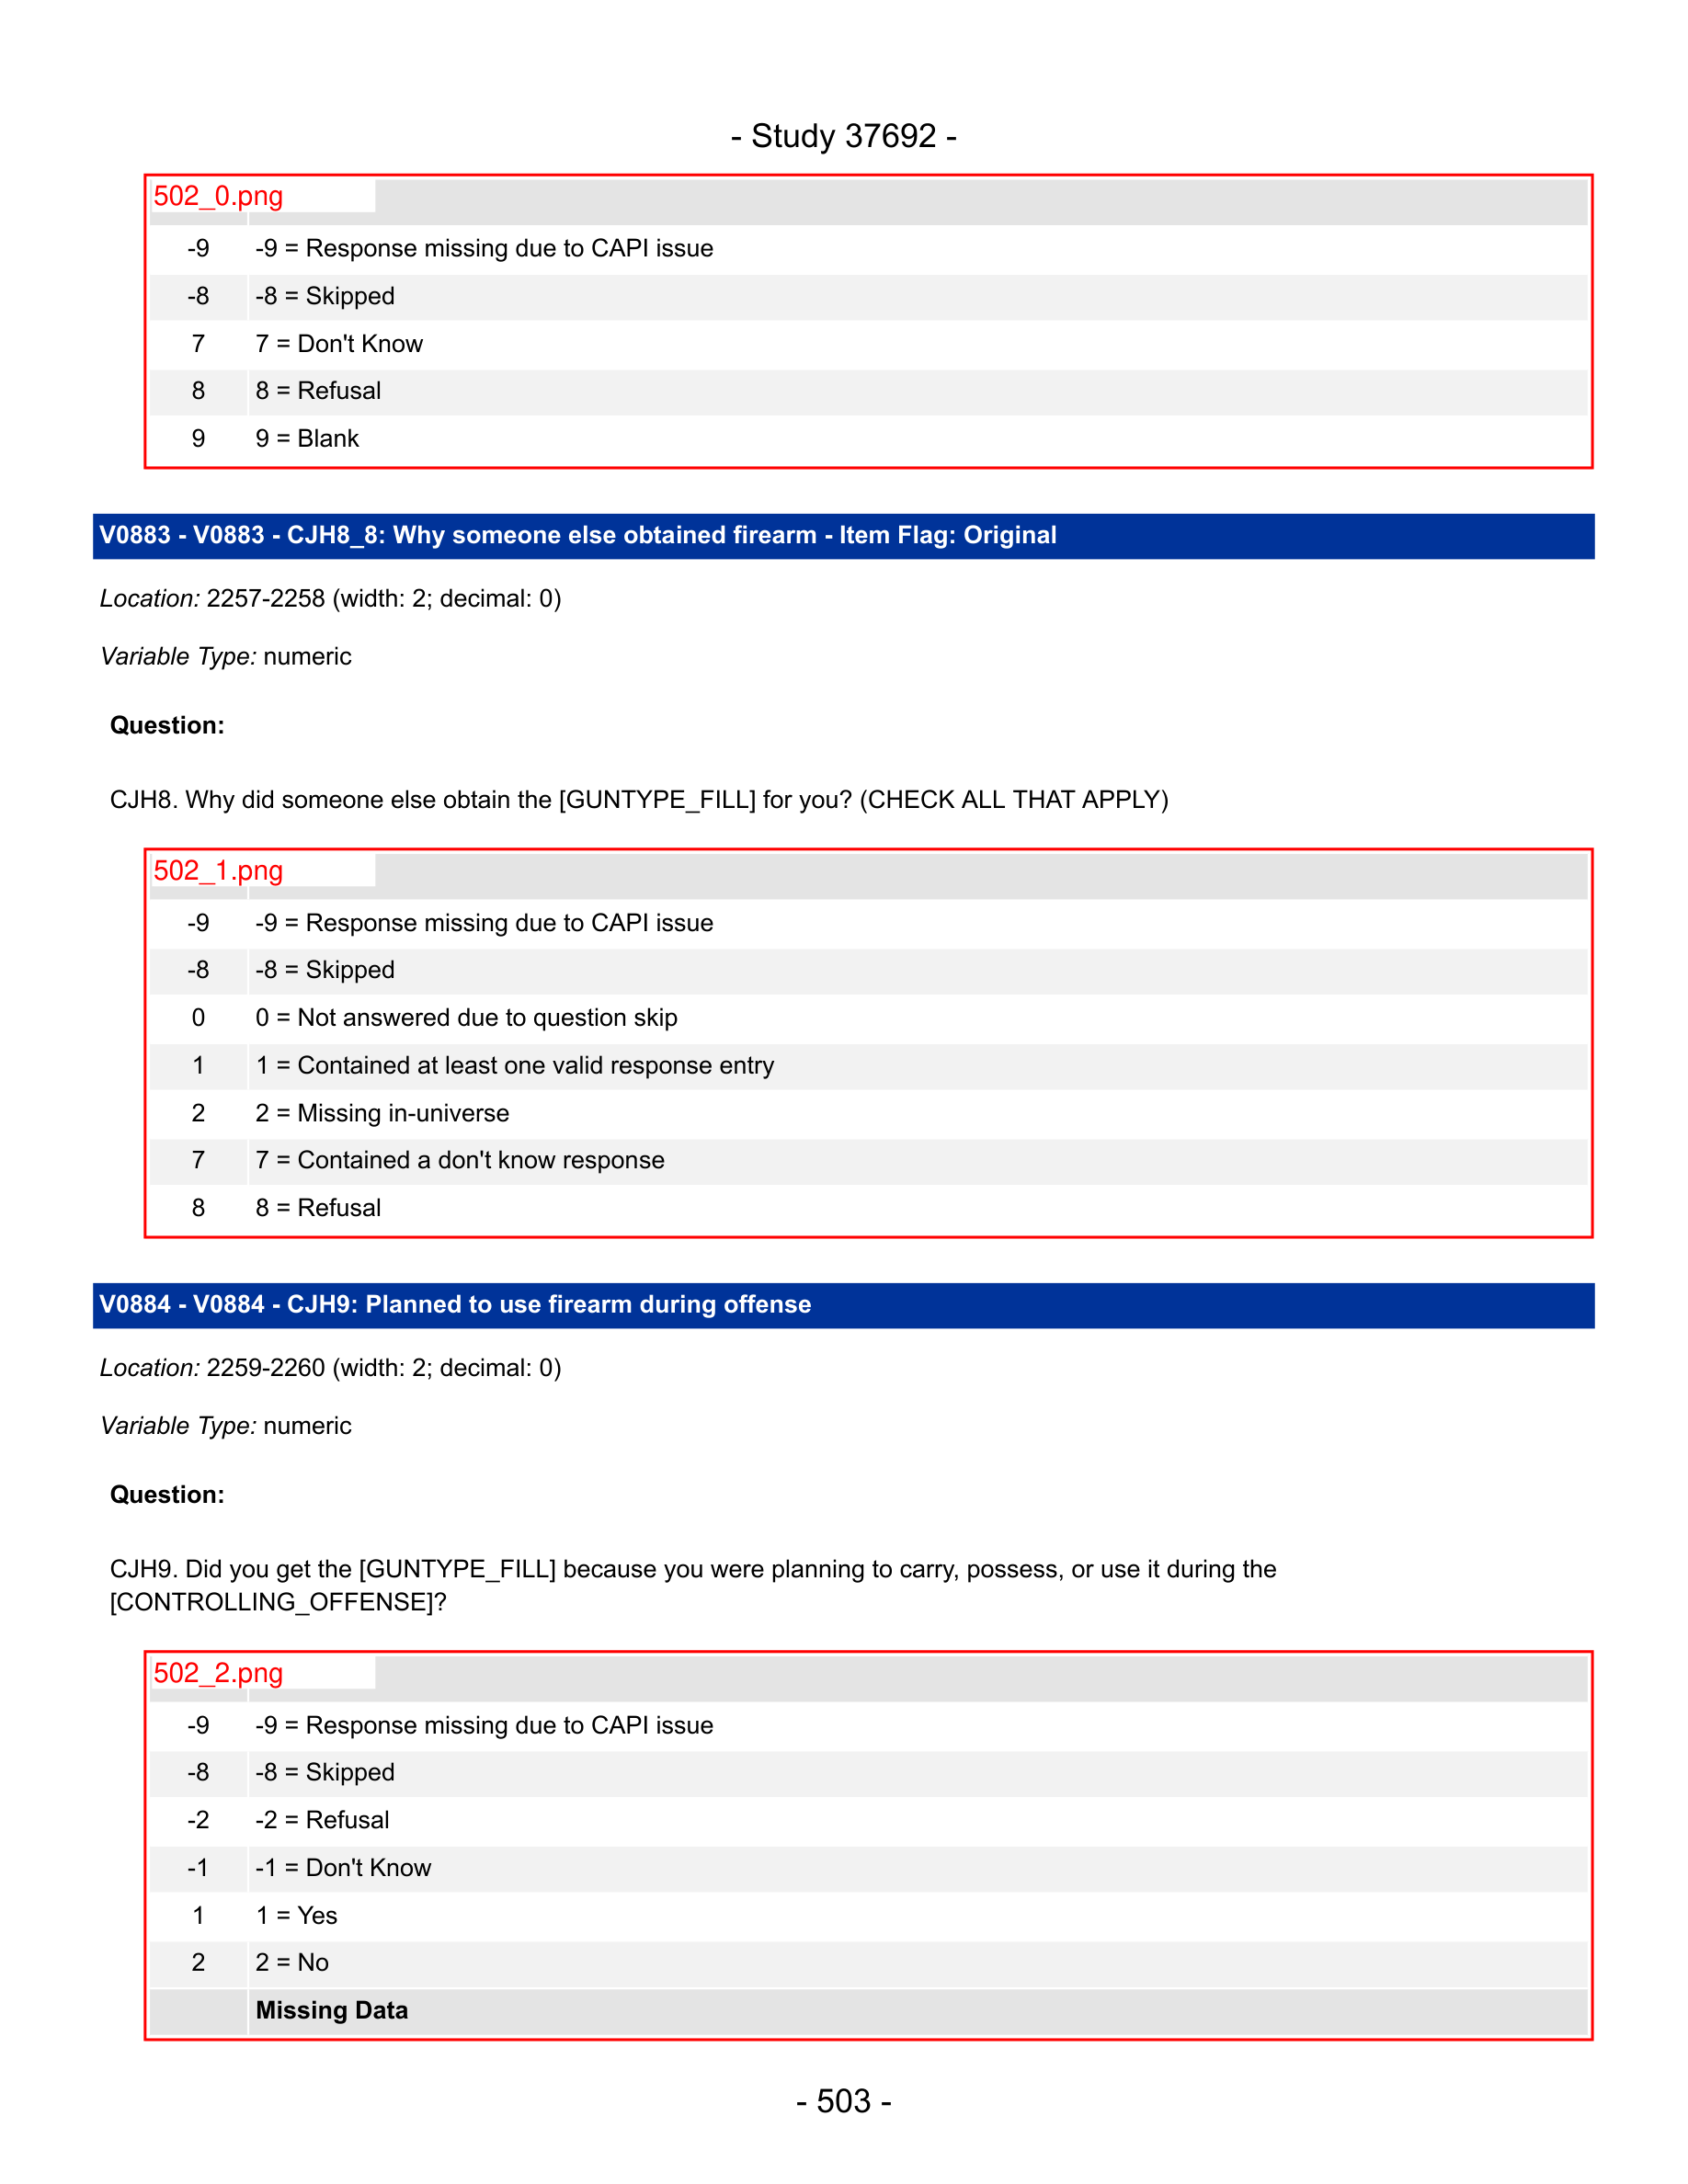 - Study 37692 -
502_0.png
-9 -9 = Response missing due to CAPI issue
-8 -8 = Skipped
7 7 = Don't Know
8 8 = Refusal
9 9 = Blank
V0883 - V0883 - CJH8_8: Why someone else obtained firearm - Item Flag: Original
Location: 2257-2258 (width: 2; decimal: 0)
Variable Type: numeric
Question:
CJH8. Why did someone else obtain the [GUNTYPE_FILL] for you? (CHECK ALL THAT APPLY)
502_1.png
-9 -9 = Response missing due to CAPI issue
-8 -8 = Skipped
0 0 = Not answered due to question skip
1 1 = Contained at least one valid response entry
2 2 = Missing in-universe
7 7 = Contained a don't know response
8 8 = Refusal
V0884 - V0884 - CJH9: Planned to use firearm during offense
Location: 2259-2260 (width: 2; decimal: 0)
Variable Type: numeric
Question:
CJH9. Did you get the [GUNTYPE_FILL] because you were planning to carry, possess, or use it during the
[CONTROLLING_OFFENSE]?
502_2.png
-9 -9 = Response missing due to CAPI issue
-8 -8 = Skipped
-2 -2 = Refusal
-1 -1 = Don't Know
1 1 = Yes
2 2 = No
Missing Data
- 503 -